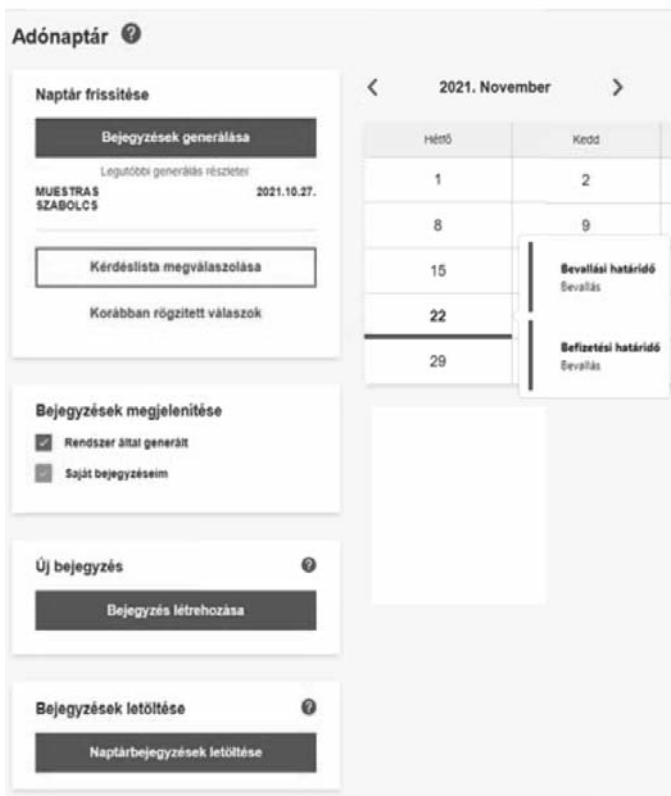 Adónaptár ?
Naptár frissítése
Bejegyzések generálása
Legutóbbi generálás részletei
MUESTRAS SZABOLCS 2021.10.27.
Kérdéslista megválaszolása
Korábban rögzített válaszok
Bejegyzések megjelenítése
Rendszer által generált
Saját bejegyzéseim
Új bejegyzés ?
Bejegyzés létrehozása
Bejegyzések letöltése ?
Naptárbejegyzések letöltése
< 2021. November >
Hétfő Kedd
1 2
8 9
15
22
29
Bevallási határidő
Bevallás
Befizetési határidő
Bevallás